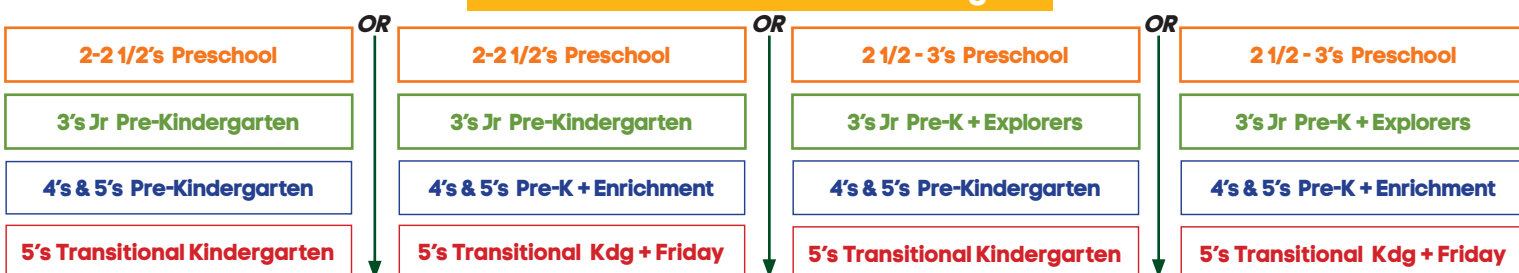 OR OR OR
2-2 1/2's Preschool 2-2 1/2's Preschool 2 1/2 - 3's Preschool 2 1/2 - 3's Preschool
3's Jr Pre-Kindergarten 3's Jr Pre-Kindergarten 3's Jr Pre-K + Explorers 3's Jr Pre-K + Explorers
4's & 5's Pre-Kindergarten 4's & 5's Pre-K + Enrichment 4's & 5's Pre-Kindergarten 4's & 5's Pre-K + Enrichment
5's Transitional Kindergarten 5's Transitional Kdg + Friday 5's Transitional Kindergarten 5's Transitional Kdg + Friday